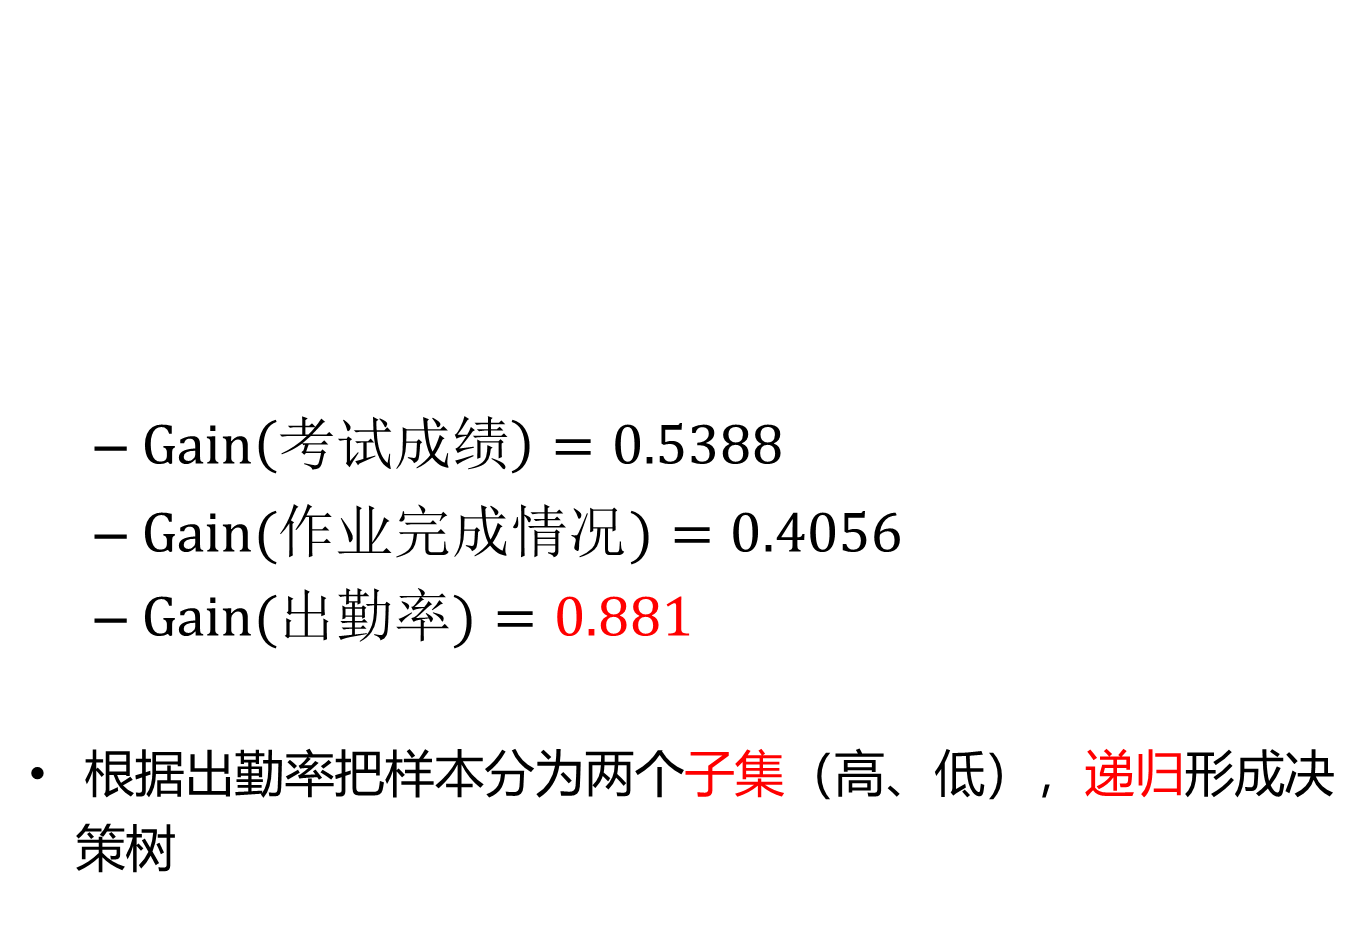 – Gain(考试成绩) = 0.5388
– Gain(作业完成情况) = 0.4056
– Gain(出勤率) = 0.881
• 根据出勤率把样本分为两个子集（高、低），递归形成决
策树